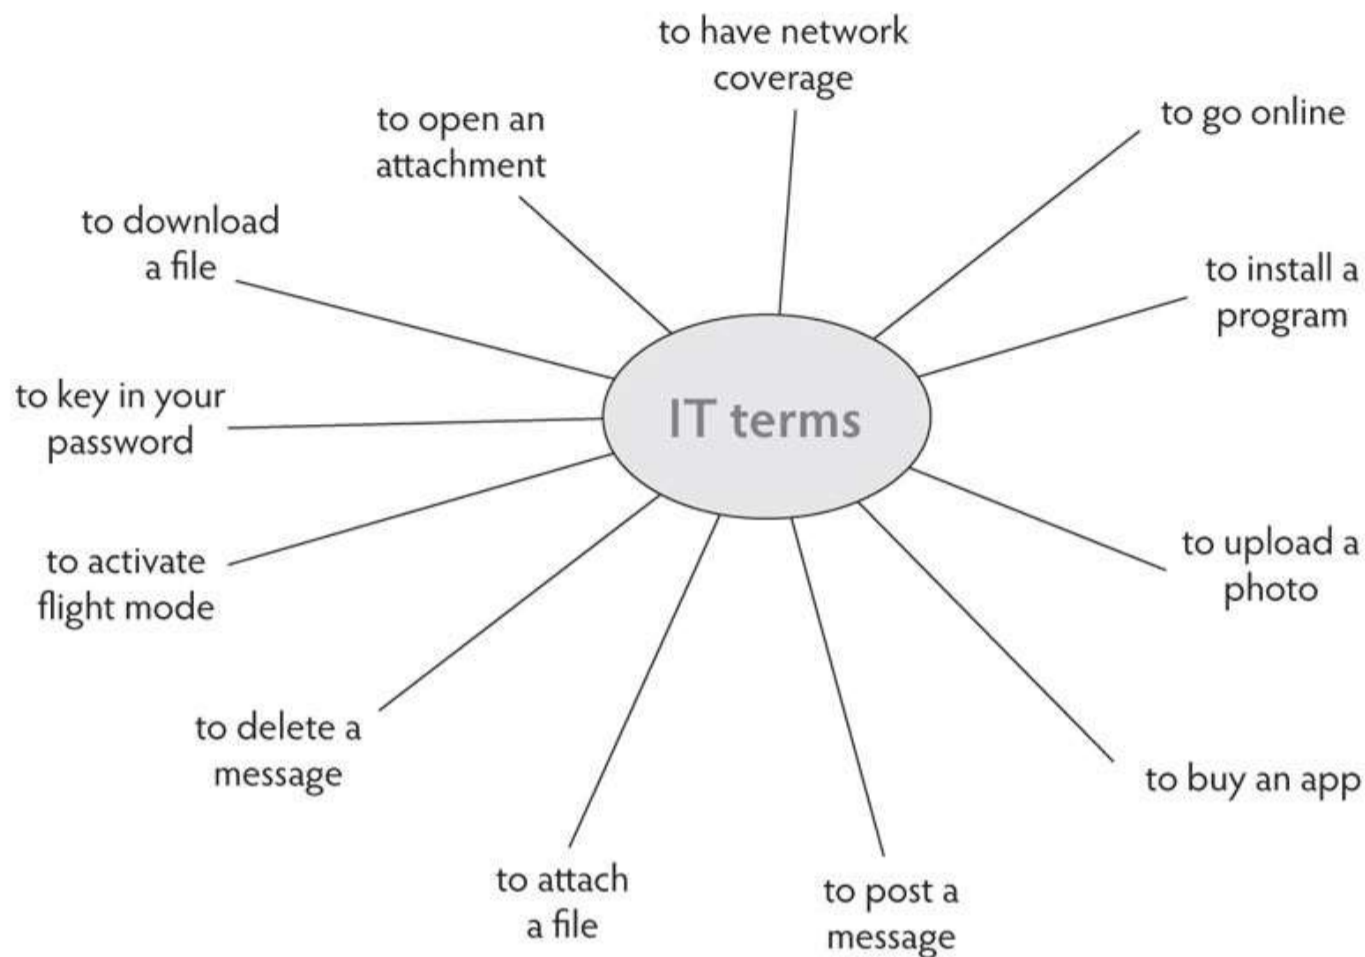 to have network
coverage
to go online
to open an
attachment
to download
a file
to install a
program
to key in your
password
IT terms
to activate
flight mode
to upload a
photo
to delete a
message
to buy an app
to attach
a file
to post a
message